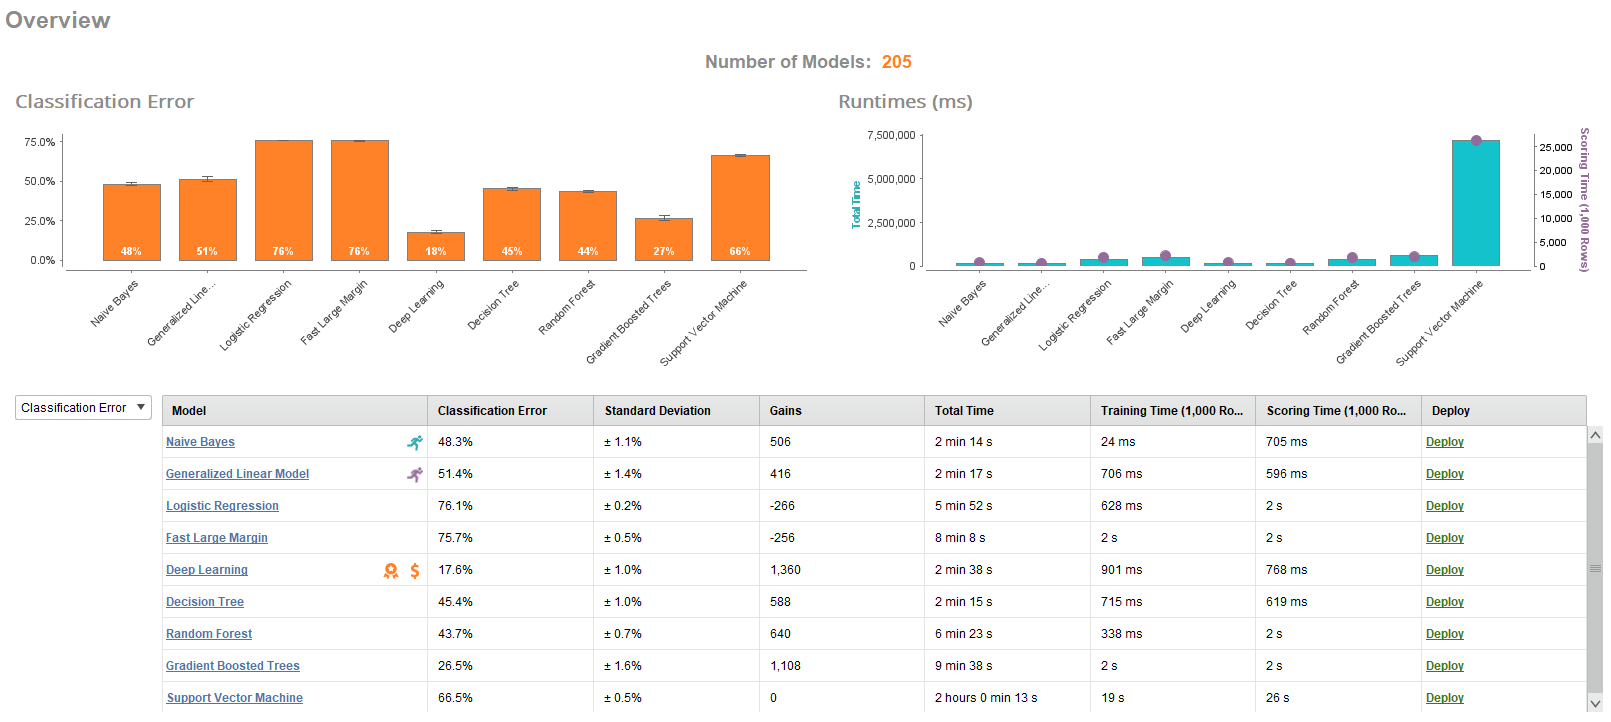 Overview
Number of Models: 205
Classification Error
75.0%
50.0%
25.0%
0.0%
48%
51%
76%
76%
18%
45%
44%
27%
66%
Naive Bayes
Generalized Line...
Logistic Regression
Fast Large Margin
Deep Learning
Decision Tree
Random Forest
Gradient Boosted Trees
Support Vector Machine
Runtimes (ms)
Total Time
7,500,000
5,000,000
2,500,000
0
Scoring Time (1,000 Rows)
25,000
20,000
15,000
10,000
5,000
0
Naive Bayes
Generalized Line...
Logistic Regression
Fast Large Margin
Deep Learning
Decision Tree
Random Forest
Gradient Boosted Trees
Support Vector Machine
Classification Error
Model Classification Error Standard Deviation Gains Total Time Training Time (1,000 Ro... Scoring Time (1,000 Ro... Deploy
Naive Bayes 48.3% ± 1.1% 506 2 min 14 s 24 ms 705 ms Deploy
Generalized Linear Model 51.4% ± 1.4% 416 2 min 17 s 706 ms 596 ms Deploy
Logistic Regression 76.1% ± 0.2% -266 5 min 52 s 628 ms 2 s Deploy
Fast Large Margin 75.7% ± 0.5% -256 8 min 8 s 2 s 2 s Deploy
Deep Learning $ 17.6% ± 1.0% 1,360 2 min 38 s 901 ms 768 ms Deploy
Decision Tree 45.4% ± 1.0% 588 2 min 15 s 715 ms 619 ms Deploy
Random Forest 43.7% ± 0.7% 640 6 min 23 s 338 ms 2 s Deploy
Gradient Boosted Trees 26.5% ± 1.6% 1,108 9 min 38 s 2 s 2 s Deploy
Support Vector Machine 66.5% ± 0.5% 0 2 hours 0 min 13 s 19 s 26 s Deploy